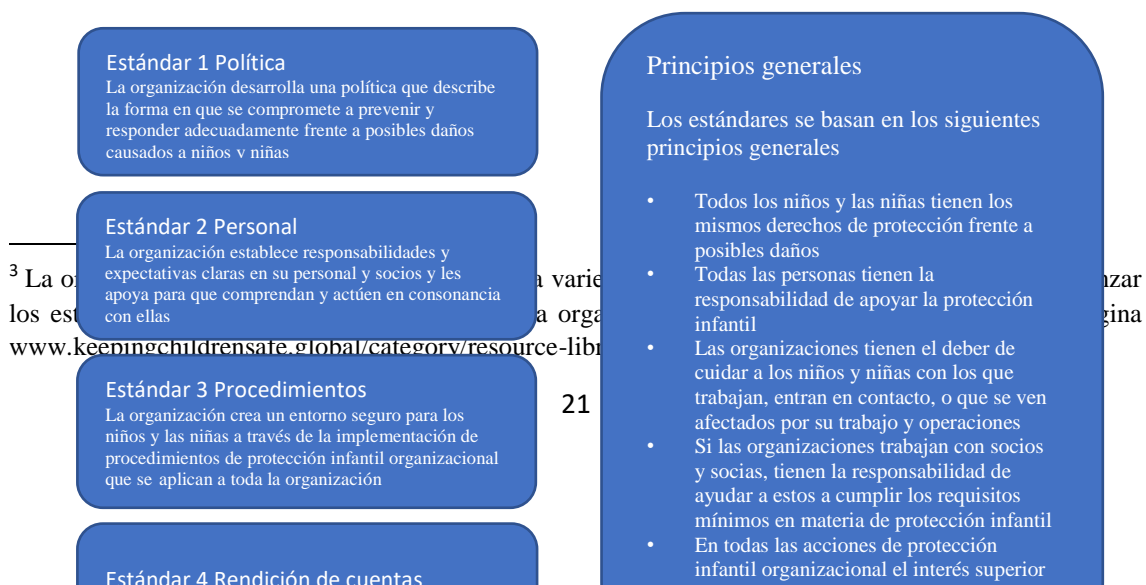 Estándar 1 Política
La organización desarrolla una política que describe
la forma en que se compromete a prevenir y
responder adecuadamente frente a posibles daños
causados a niños y niñas
Estándar 2 Personal
La organización establece responsabilidades y
expectativas claras en su personal y socios y les
apoya para que comprendan y actúen en consonancia
con ellas
Estándar 3 Procedimientos
La organización crea un entorno seguro para los
niños y las niñas a través de la implementación de
procedimientos de protección infantil organizacional
que se aplican a toda la organización
Estándar 4 Rendición de cuentas
Principios generales
Los estándares se basan en los siguientes
principios generales
• Todos los niños y las niñas tienen los
mismos derechos de protección frente a
posibles daños
• Todas las personas tienen la
responsabilidad de apoyar la protección
infantil
• Las organizaciones tienen el deber de
cuidar a los niños y niñas con los que
trabajan, entran en contacto, o que se ven
afectados por su trabajo y operaciones
• Si las organizaciones trabajan con socios
y socias, tienen la responsabilidad de
ayudar a estos a cumplir los requisitos
mínimos en materia de protección infantil
• En todas las acciones de protección
infantil organizacional el interés superior
³ La
los
www.keepingchildrensafe.global/category/resource-libr
21